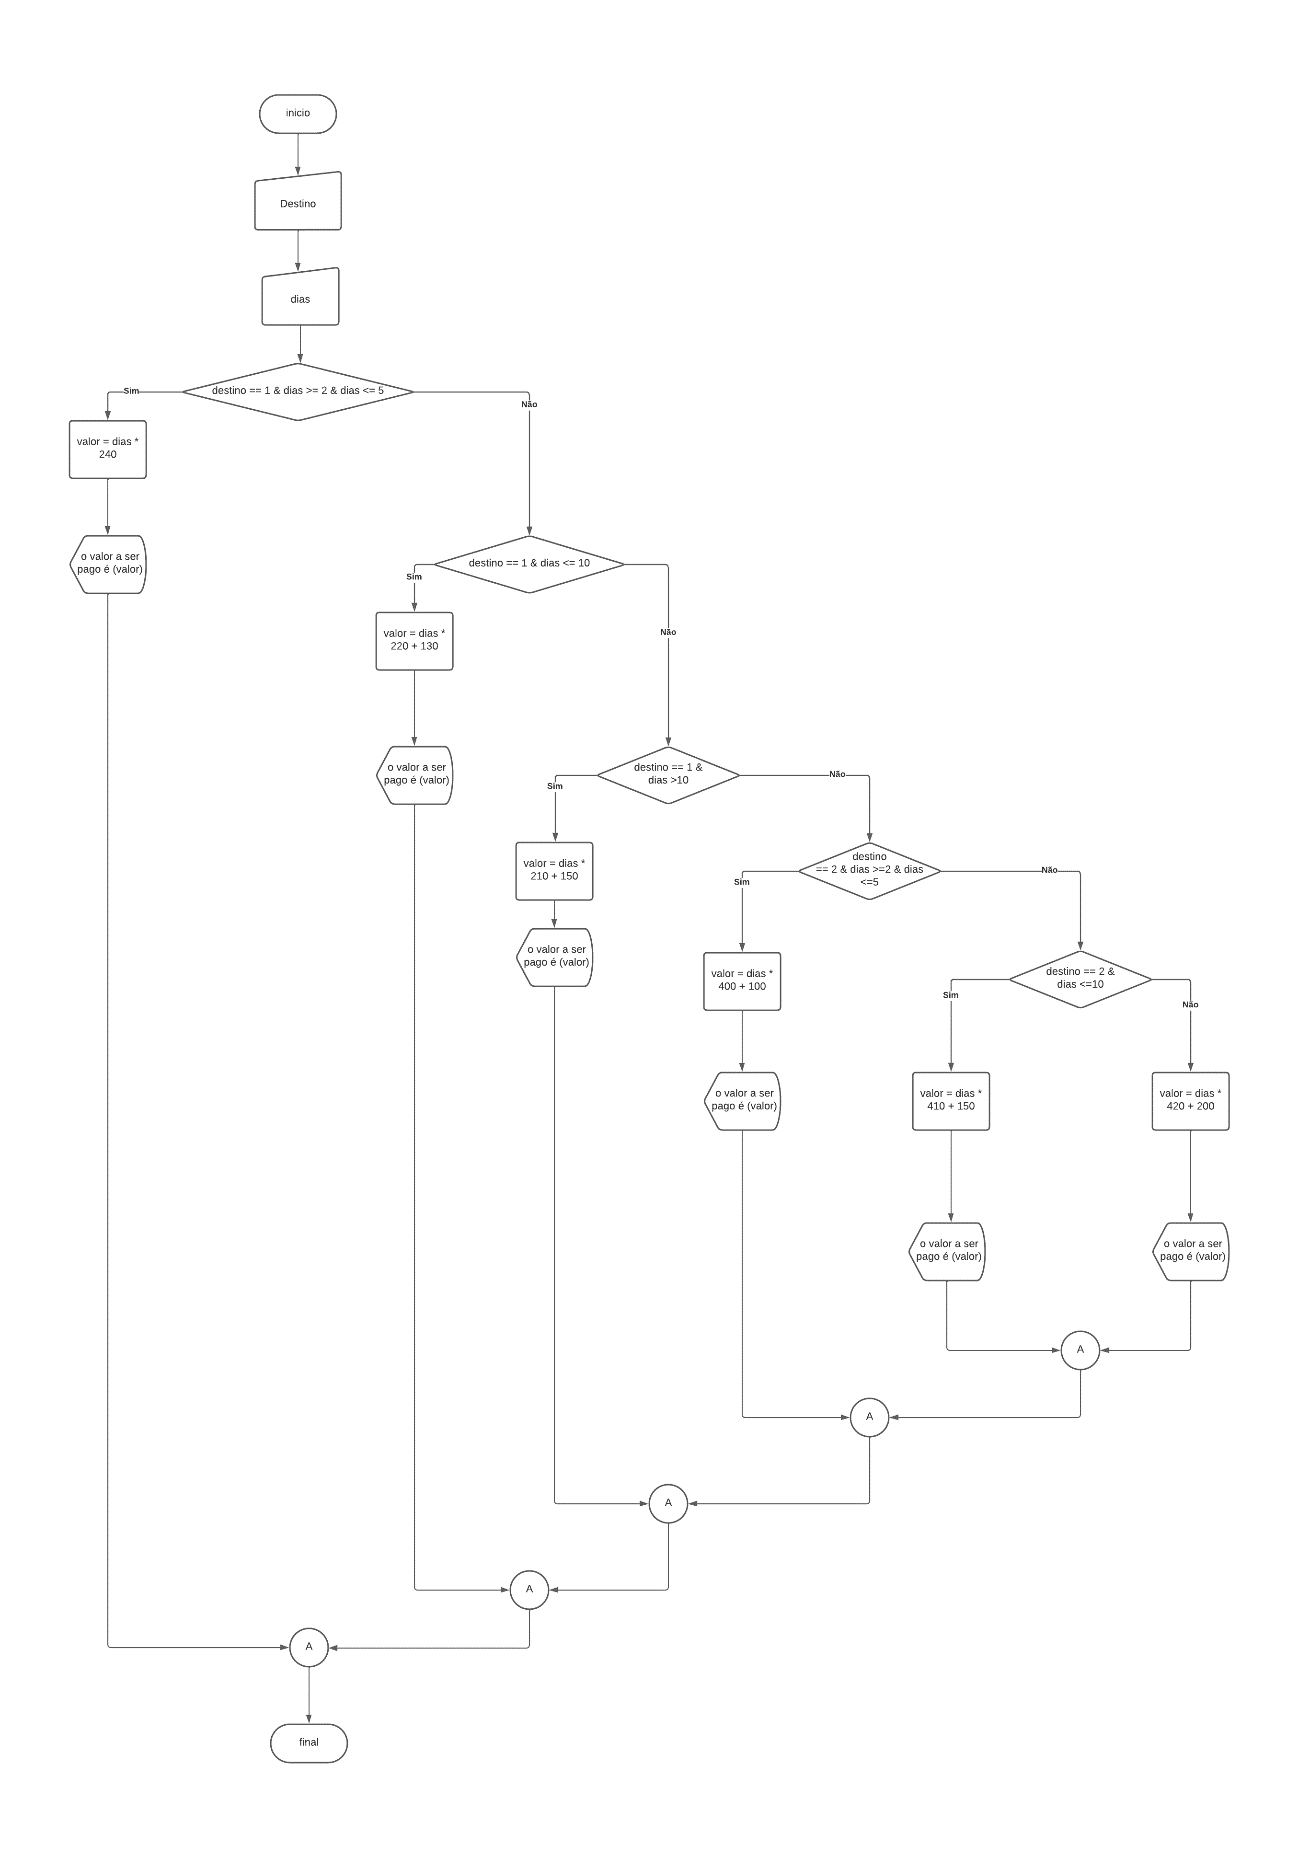 inicio
Destino
dias
destino == 1 & dias >= 2 & dias <= 5
Sim
Não
valor = dias *
240
o valor a ser
pago é (valor)
destino == 1 & dias <= 10
Sim
Não
valor = dias *
220 + 130
o valor a ser
pago é (valor)
destino == 1 &
dias >10
Sim
Não
valor = dias *
210 + 150
o valor a ser
pago é (valor)
destino
== 2 & dias >=2 & dias
<=5
Sim
Não
valor = dias *
400 + 100
o valor a ser
pago é (valor)
destino == 2 &
dias <=10
Sim
Não
valor = dias *
410 + 150
valor = dias *
420 + 200
o valor a ser
pago é (valor)
o valor a ser
pago é (valor)
A
A
A
A
A
final